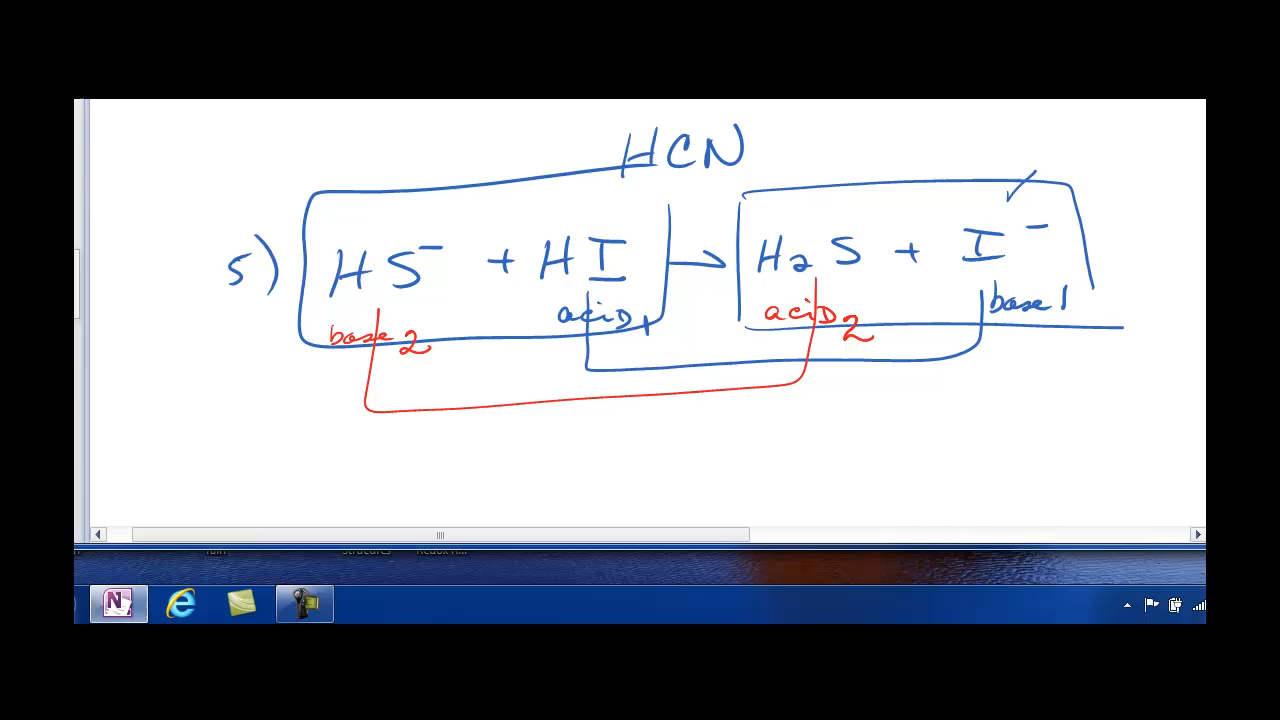 HCN
5) HS⁻ + HI → H₂S + I⁻
base 2 acid 1 acid 2 base 1